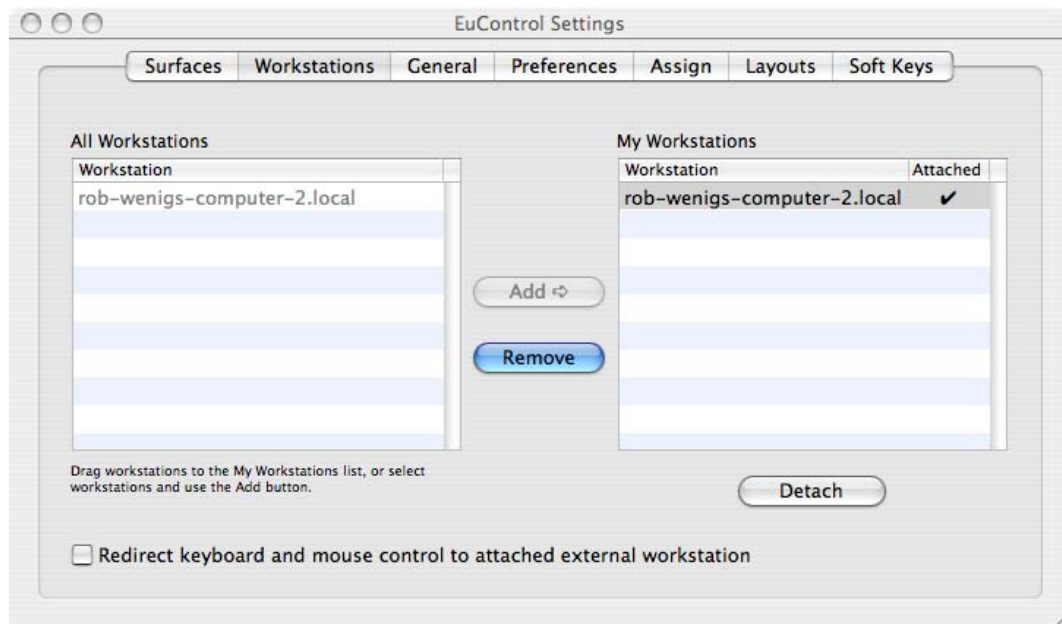 EuControl Settings
Surfaces Workstations General Preferences Assign Layouts Soft Keys
All Workstations
Workstation
rob-wenigs-computer-2.local
Add ⇨
Remove
My Workstations
Workstation Attached
rob-wenigs-computer-2.local ✔
Drag workstations to the My Workstations list, or select
workstations and use the Add button.
Detach
Redirect keyboard and mouse control to attached external workstation